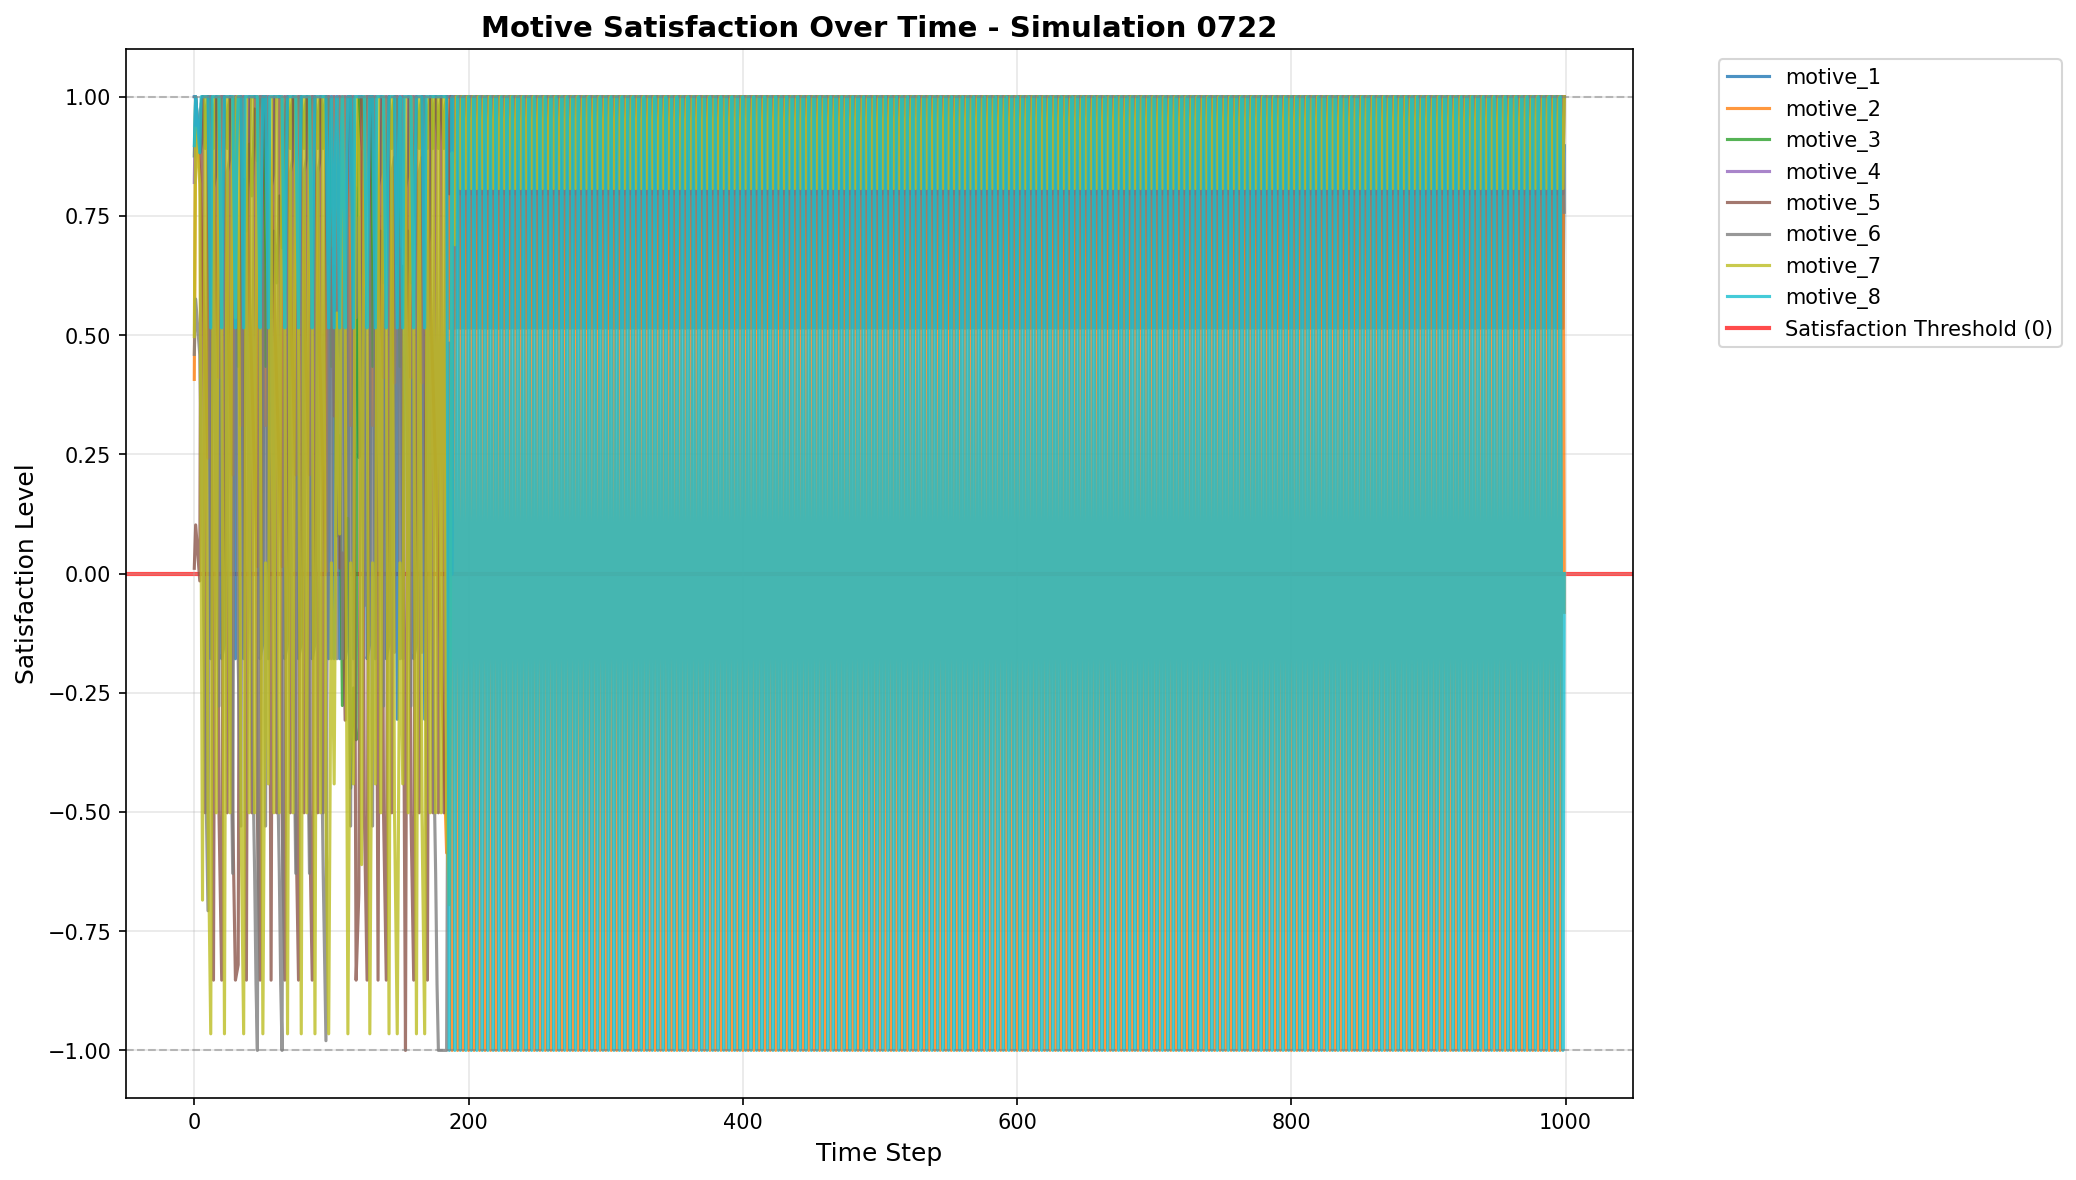 Motive Satisfaction Over Time - Simulation 0722
1.00
0.75
0.50
0.25
0.00
−0.25
−0.50
−0.75
−1.00
Satisfaction Level
0
200
400
600
800
1000
Time Step
motive_1
motive_2
motive_3
motive_4
motive_5
motive_6
motive_7
motive_8
Satisfaction Threshold (0)